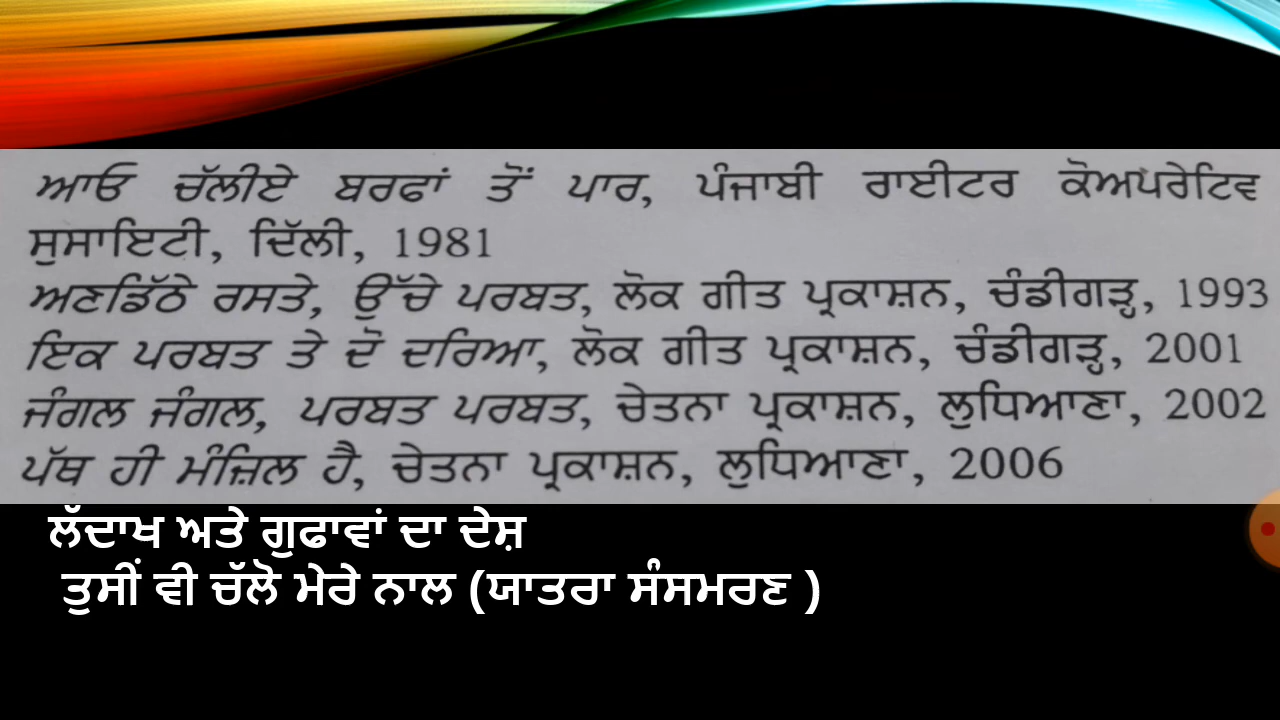 ਆਓ ਚੱਲੀਏ ਬਰਫਾਂ ਤੋਂ ਪਾਰ, ਪੰਜਾਬੀ ਰਾਈਟਰ ਕੋਅਪਰੇਟਿਵ
ਸੁਸਾਇਟੀ, ਦਿੱਲੀ, 1981
ਅਣਡਿੱਠੇ ਰਸਤੇ, ਉੱਚੇ ਪਰਬਤ, ਲੋਕ ਗੀਤ ਪ੍ਰਕਾਸ਼ਨ, ਚੰਡੀਗੜ੍ਹ, 1993
ਇਕ ਪਰਬਤ ਤੇ ਦੋ ਦਰਿਆ, ਲੋਕ ਗੀਤ ਪ੍ਰਕਾਸ਼ਨ, ਚੰਡੀਗੜ੍ਹ, 2001
ਜੰਗਲ ਜੰਗਲ, ਪਰਬਤ ਪਰਬਤ, ਚੇਤਨਾ ਪ੍ਰਕਾਸ਼ਨ, ਲੁਧਿਆਣਾ, 2002
ਪੱਥ ਹੀ ਮੰਜ਼ਿਲ ਹੈ, ਚੇਤਨਾ ਪ੍ਰਕਾਸ਼ਨ, ਲੁਧਿਆਣਾ, 2006
ਲੱਦਾਖ ਅਤੇ ਗੁਫਾਵਾਂ ਦਾ ਦੇਸ਼
ਤੁਸੀਂ ਵੀ ਚੱਲੋ ਮੇਰੇ ਨਾਲ (ਯਾਤਰਾ ਸੰਸਮਰਣ )